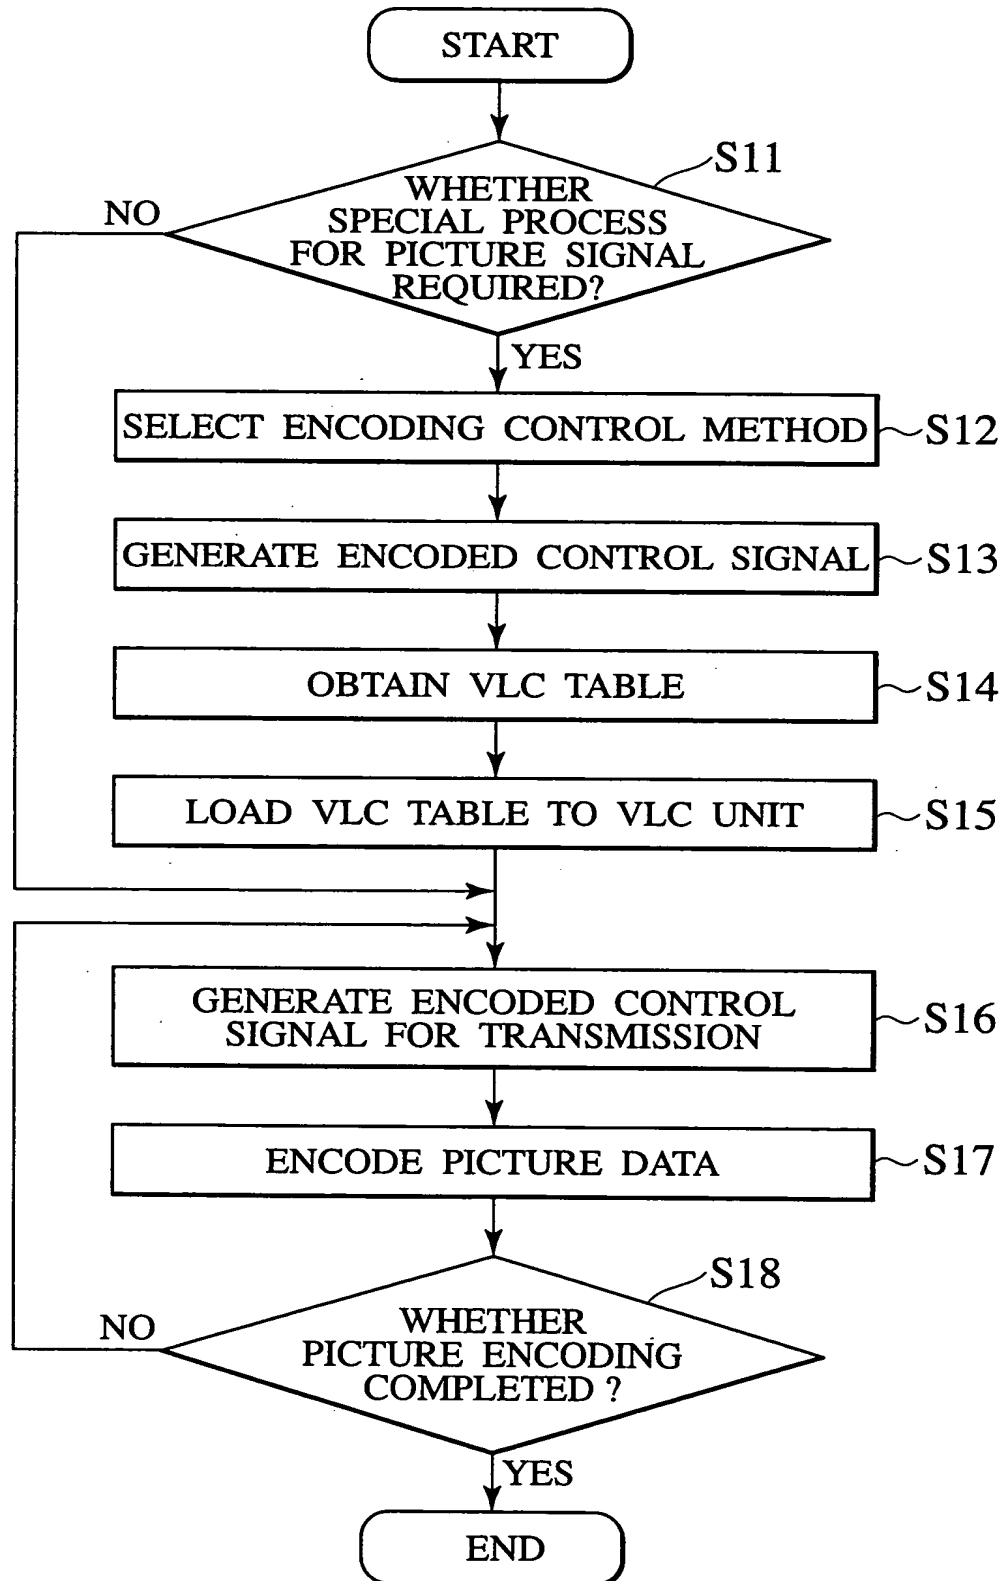 START
S11
WHETHER
SPECIAL PROCESS
FOR PICTURE SIGNAL
REQUIRED?
NO
YES
SELECT ENCODING CONTROL METHOD
S12
GENERATE ENCODED CONTROL SIGNAL
S13
OBTAIN VLC TABLE
S14
LOAD VLC TABLE TO VLC UNIT
S15
GENERATE ENCODED CONTROL
SIGNAL FOR TRANSMISSION
S16
ENCODE PICTURE DATA
S17
S18
WHETHER
PICTURE ENCODING
COMPLETED ?
NO
YES
END